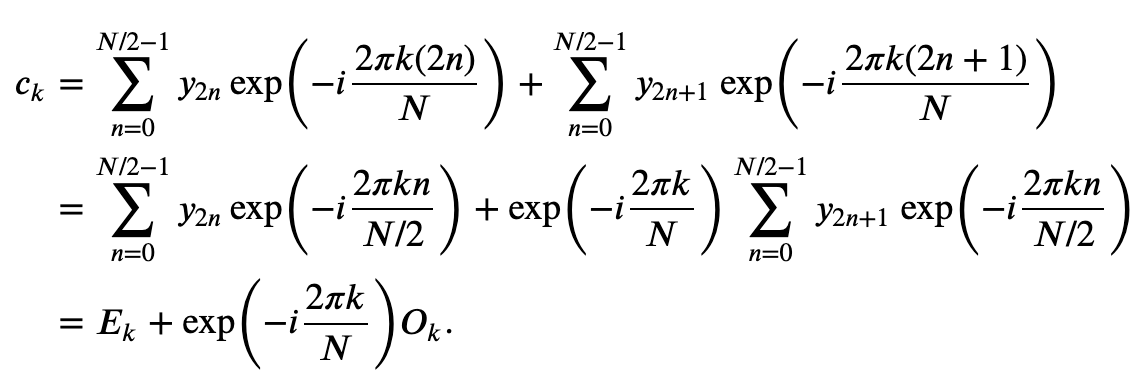 c_k = \sum_{n=0}^{N/2-1} y_{2n} \exp\left(-i\frac{2\pi k(2n)}{N}\right) + \sum_{n=0}^{N/2-1} y_{2n+1} \exp\left(-i\frac{2\pi k(2n+1)}{N}\right)
= \sum_{n=0}^{N/2-1} y_{2n} \exp\left(-i\frac{2\pi kn}{N/2}\right) + \exp\left(-i\frac{2\pi k}{N}\right) \sum_{n=0}^{N/2-1} y_{2n+1} \exp\left(-i\frac{2\pi kn}{N/2}\right)
= E_k + \exp\left(-i\frac{2\pi k}{N}\right) O_k.